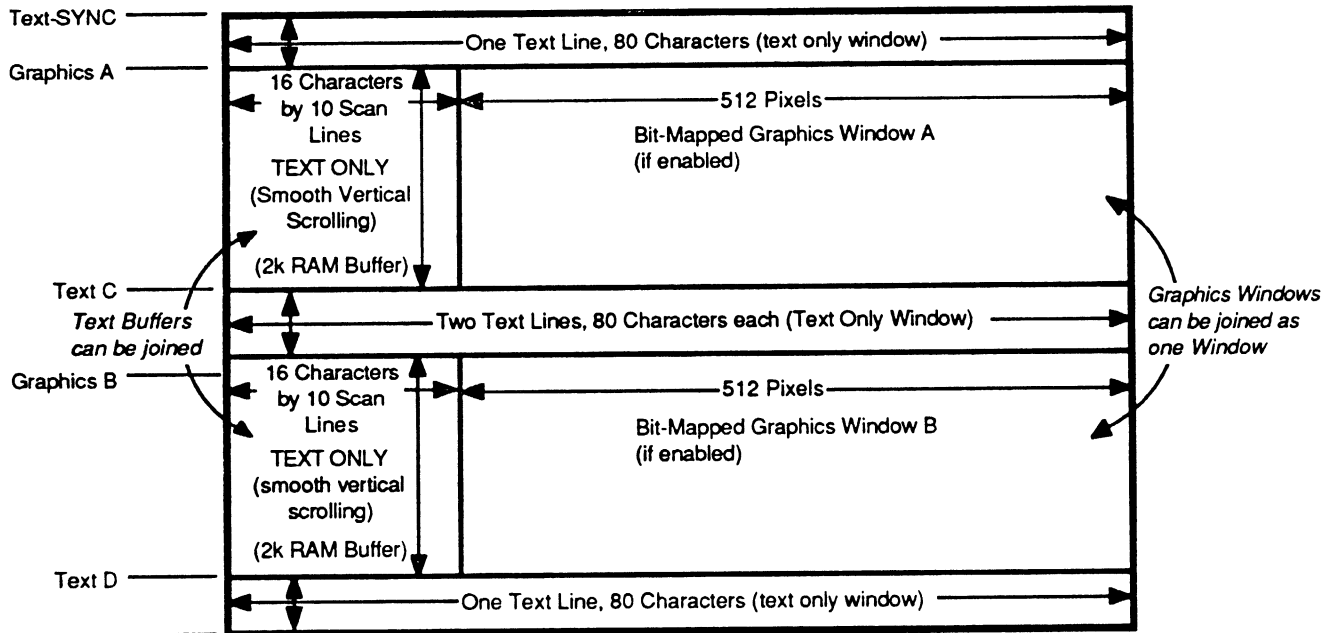 Text-SYNC
One Text Line, 80 Characters (text only window)
Graphics A
16 Characters
by 10 Scan
Lines
TEXT ONLY
(Smooth Vertical
Scrolling)
(2k RAM Buffer)
512 Pixels
Bit-Mapped Graphics Window A
(if enabled)
Text C
Text Buffers
can be joined
Two Text Lines, 80 Characters each (Text Only Window)
Graphics Windows
can be joined as
one Window
Graphics B
16 Characters
by 10 Scan
Lines
TEXT ONLY
(smooth vertical
scrolling)
(2k RAM Buffer)
512 Pixels
Bit-Mapped Graphics Window B
(if enabled)
Text D
One Text Line, 80 Characters (text only window)